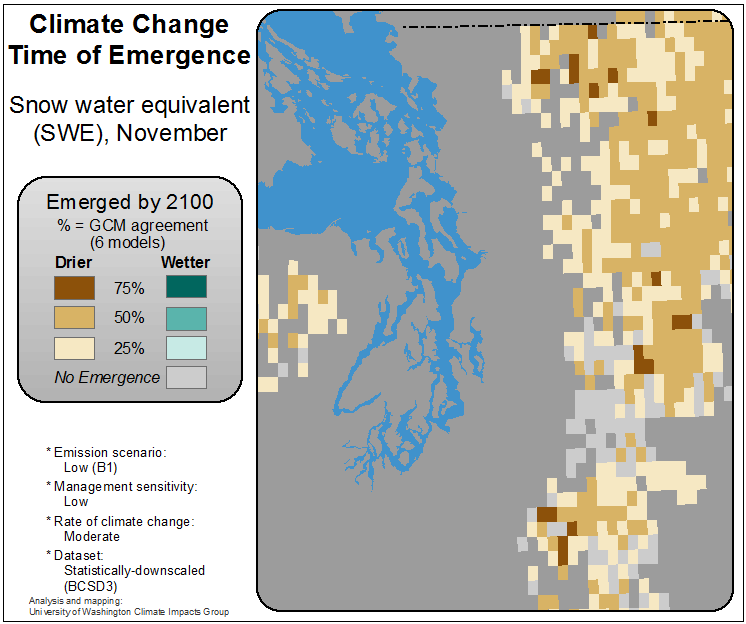 Climate Change
Time of Emergence
Snow water equivalent
(SWE), November
Emerged by 2100
% = GCM agreement
(6 models)
Drier Wetter
75%
50%
25%
No Emergence
* Emission scenario:
Low (B1)
* Management sensitivity:
Low
* Rate of climate change:
Moderate
* Dataset:
Statistically-downscaled
(BCSD3)
Analysis and mapping:
University of Washington Climate Impacts Group